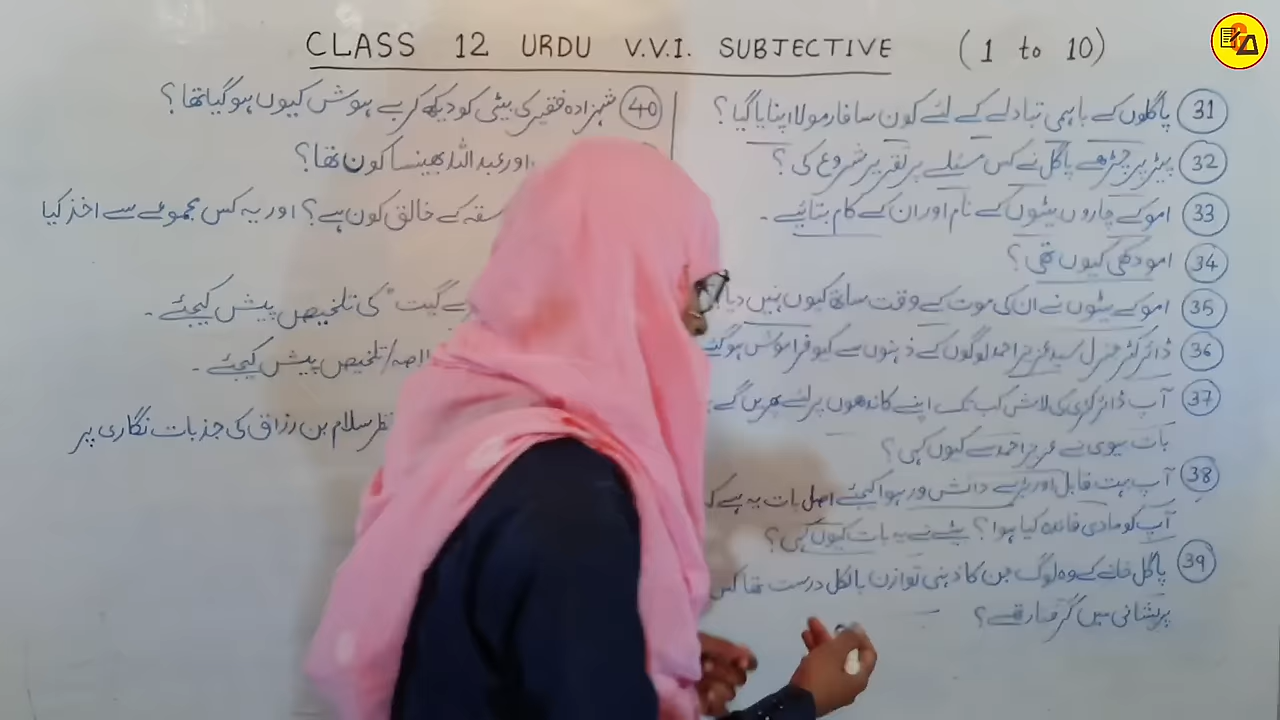 CLASS 12 URDU V.V.I. SUBJECTIVE (1 to 10)
31 پاگلوں کے باہمی تبادلے کے لئے کون سا فارمولا اپنایا گیا؟
32 پیڑ پر چڑھے پاگل نے کس مسئلے پر تقریر شروع کی؟
33 امو کے چاروں بیٹوں کے نام اور ان کے کام بتائیے۔
34 امو دکھی کیوں تھی؟
35 امو کے بیٹوں نے ان کی موت کے وقت ساتھ کیوں نہیں دیا
36 ڈائرکٹر جنرل سید عزیز احمد لوگوں کے ذہنوں سے کیو فراموش ہو گئے
37 آپ ڈائرکٹری کی لاش کب تک اپنے کاندھوں پر لئے پھریں گے
بات بیوی نے عزیز احمد سے کیوں کہی؟
38 آپ بہت قابل اور بڑے دانش ور ہوا کیجئے اصل بات یہ ہے کہ
آپ کو مادی فائدہ کیا ہوا؟ بیٹے نے یہ بات کیوں کہی؟
39 پاگل خانے کے وہ لوگ جن کا ذہنی توازن بالکل درست تھا کس
پریشانی میں گرفتار تھے؟
40 شہزادہ فقیر کی بیٹی کو دیکھ کر بے ہوش کیوں ہو گیا تھا؟
اور عبد اللہ بھینسا کون تھا؟
سقہ کے خالق کون ہے؟ اور یہ کس مجموعے سے اخذ کیا
کے گیت" کی تلخیص پیش کیجئے۔
تلخیص پیش کیجئے۔
سلام بن رزاق کی جذبات نگاری پر